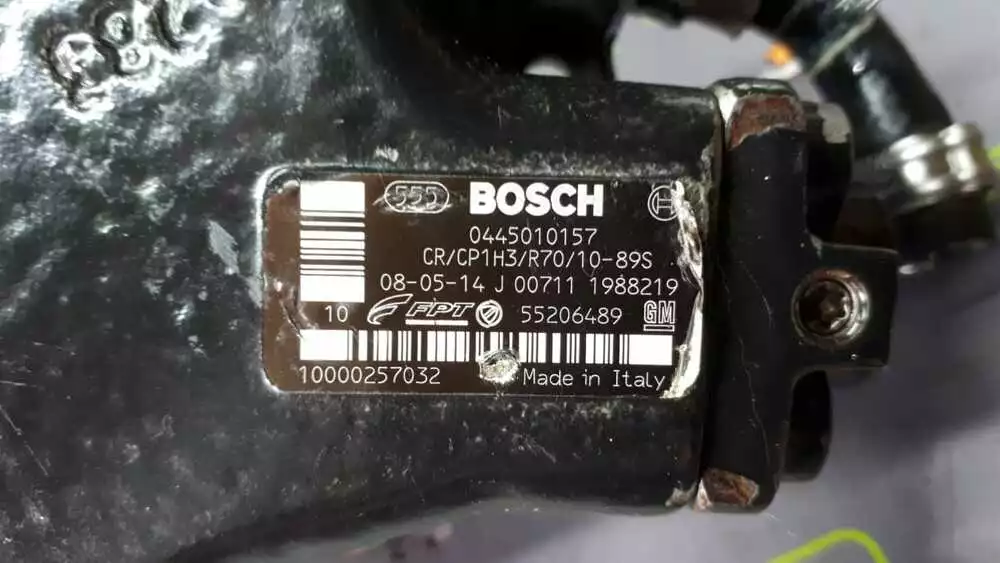 555 BOSCH
0445010157
CR/CP1H3/R70/10-89S
08-05-14 J 00711 1988219
10 FPT 55206489 GM
10000257032 Made in Italy